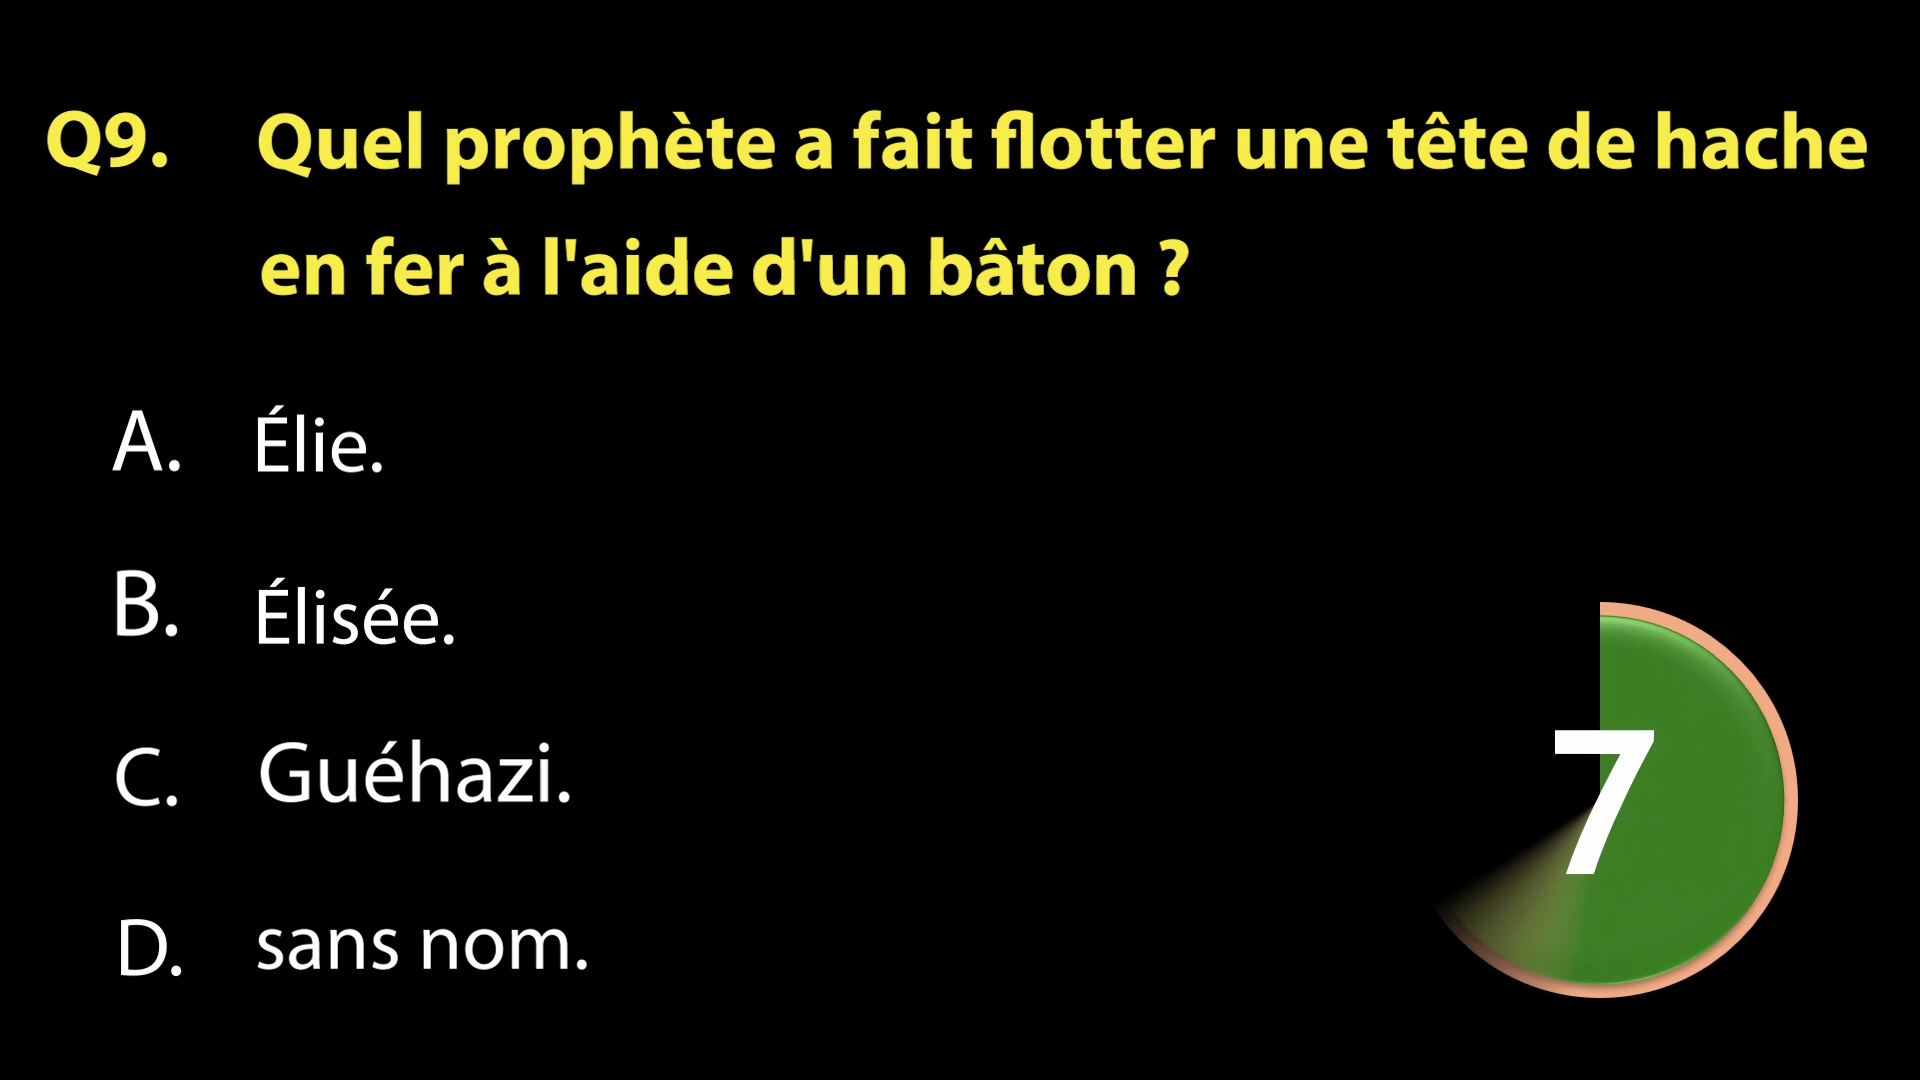 Q9. Quel prophète a fait flotter une tête de hache
en fer à l'aide d'un bâton ?
A. Élie.
B. Élisée.
C. Guéhazi.
D. sans nom.
7